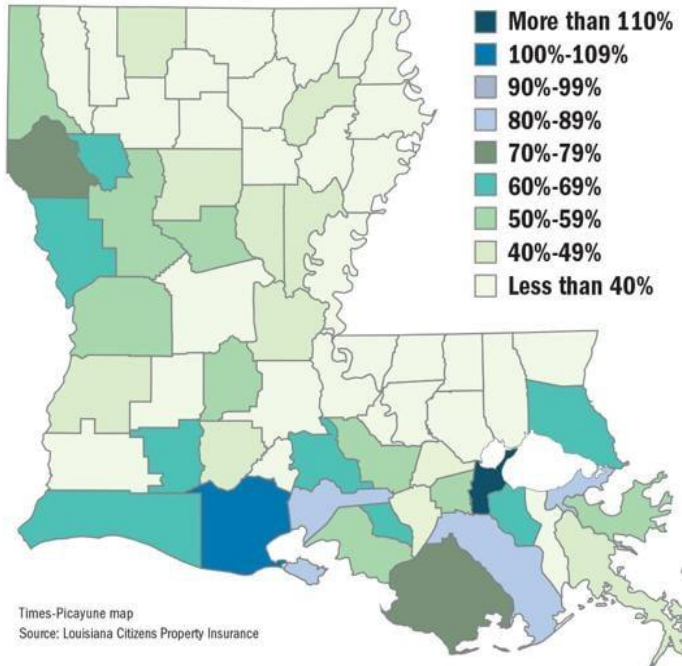 More than 110%
100%-109%
90%-99%
80%-89%
70%-79%
60%-69%
50%-59%
40%-49%
Less than 40%
Times-Picayune map
Source: Louisiana Citizens Property Insurance